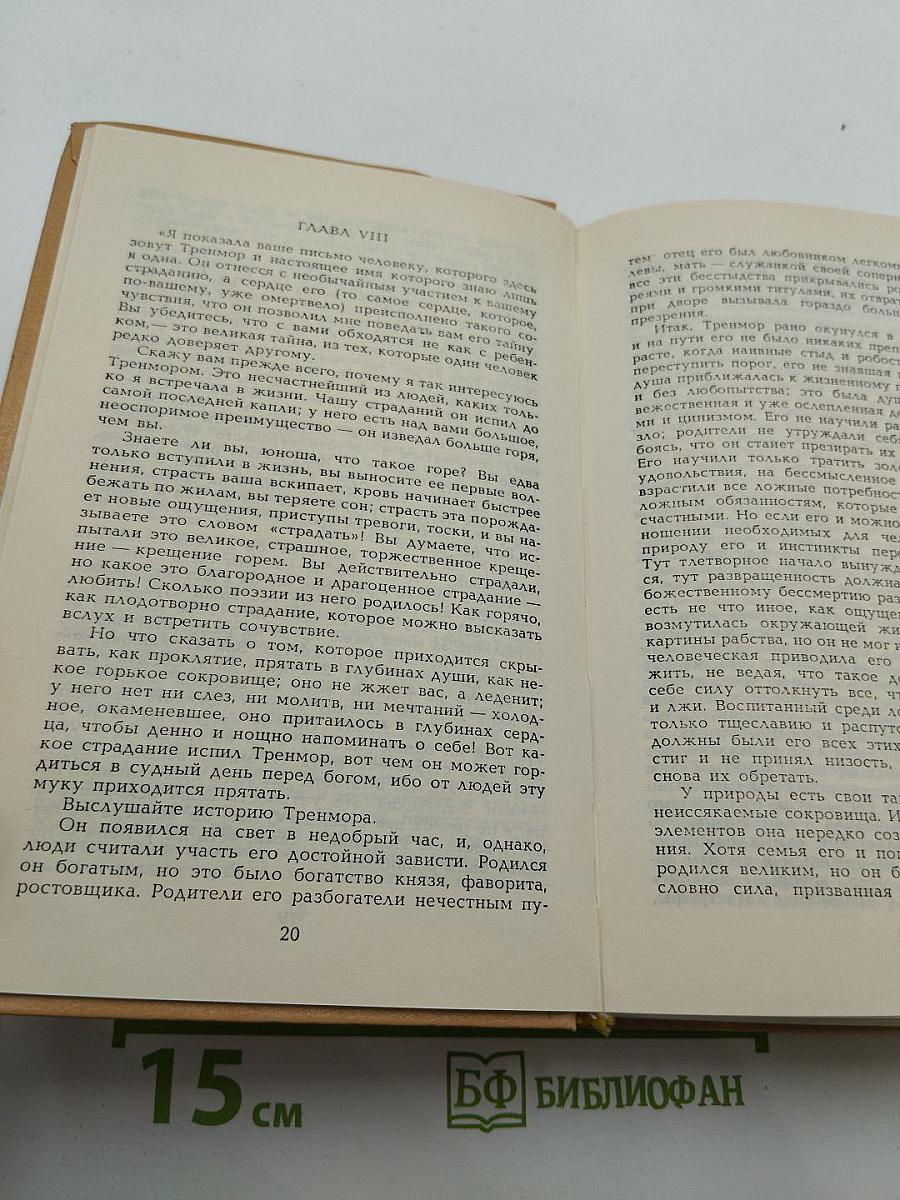 ГЛАВА VIII
«Я показала ваше письмо человеку, которого здесь
зовут Тренмор и настоящее имя которого знаю лишь
я одна. Он отнесся с необычайным участием к вашему
страданию, а сердце его (то самое сердце, которое,
по-вашему, уже омертвело) преисполнено такого со-
чувствия, что он позволил мне поведать вам его тайну.
Вы убедитесь, что с вами обходятся не как с ребен-
ком,— это великая тайна, из тех, которые один человек
редко доверяет другому.
Скажу вам прежде всего, почему я так интересуюсь
Тренмором. Это несчастнейший из людей, каких толь-
ко я встречала в жизни. Чашу страданий он испил до
самой последней капли; у него есть над вами большое,
неоспоримое преимущество — он изведал больше горя,
чем вы.
Знаете ли вы, юноша, что такое горе? Вы едва
только вступили в жизнь, вы выносите ее первые вол-
нения, страсть ваша вскипает, кровь начинает быстрее
бежать по жилам, вы теряете сон; страсть эта порожда-
ет новые ощущения, приступы тревоги, тоски, и вы на-
зываете это словом «страдать»! Вы думаете, что ис-
пытали это великое, страшное, торжественное креще-
ние — крещение горем. Вы действительно страдали,
но какое это благородное и драгоценное страдание —
любить! Сколько поэзии из него родилось! Как горячо,
как плодотворно страдание, которое можно высказать
вслух и встретить сочувствие.
Но что сказать о том, которое приходится скры-
вать, как проклятие, прятать в глубинах души, как не-
кое горькое сокровище; оно не жжет вас, а леденит;
у него нет ни слез, ни молитв, ни мечтаний — холод-
ное, окаменевшее, оно притаилось в глубинах серд-
ца, чтобы денно и нощно напоминать о себе! Вот ка-
кое страдание испил Тренмор, вот чем он может гор-
диться в судный день перед богом, ибо от людей эту
муку приходится прятать.
Выслушайте историю Тренмора.
Он появился на свет в недобрый час, и, однако,
люди считали участь его достойной зависти. Родился
он богатым, но это было богатство князя, фаворита,
ростовщика. Родители его разбогатели нечестным пу-
20
тем: отец его был любовником
левы, мать — служанкой своей
все эти бестыдства прикрывались
реями и громкими титулами, их
при дворе вызывала гораздо
презрения.
Итак, Тренмор рано окунулся в
и на пути его не было никаких
расте, когда наивные стыд и
переступить порог, его не знавшая
душа приближалась к жизненному
и без любопытства; это была
вежественная и уже ослепленная
ми и цинизмом. Его не научили
зло; родители не утруждали
боясь, что он станет презирать их
Его научили только тратить
удовольствия, на бессмысленное
взрастили все ложные
ложным обязанностям, которые
счастными. Но если его и можно
ношении необходимых для
природу его и инстинкты
Тут тлетворное начало
ся, тут развращенность должна
божественному бессмертию
есть не что иное, как
возмутилась окружающей
картины рабства, но он не мог
человеческая приводила его
жить, не ведая, что такое
себе силу оттолкнуть все,
и лжи. Воспитанный среди
только тщеславию и
должны были его всех этих
стиг и не принял низость,
снова их обретать.
У природы есть свои
неиссякаемые сокровища.
элементов она нередко
ния. Хотя семья его и
родился великим, но он
словно сила, призванная
15 см
БФ БИБЛИОФАН